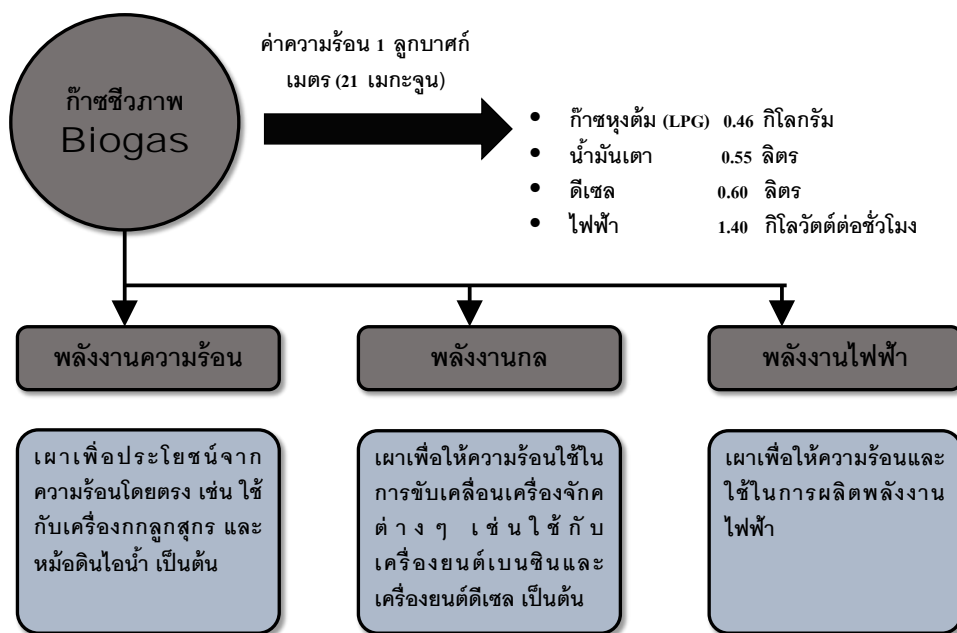 ก๊าซชีวภาพ
Biogas
ค่าความร้อน 1 ลูกบาศก์
เมตร (21 เมกะจูน)
• ก๊าซหุงต้ม (LPG) 0.46 กิโลกรัม
• น้ำมันเตา 0.55 ลิตร
• ดีเซล 0.60 ลิตร
• ไฟฟ้า 1.40 กิโลวัตต์ต่อชั่วโมง
พลังงานความร้อน
พลังงานกล
พลังงานไฟฟ้า
เผาเพื่อประโยชน์จาก
ความร้อนโดยตรง เช่น ใช้
กับเครื่องกกลูกสุกร และ
หม้อดินไอน้ำ เป็นต้น
เผาเพื่อให้ความร้อนใช้ใน
การขับเคลื่อนเครื่องจักค
ต่างๆ เช่นใช้กับ
เครื่องยนต์เบนซินและ
เครื่องยนต์ดีเซล เป็นต้น
เผาเพื่อให้ความร้อนและ
ใช้ในการผลิตพลังงาน
ไฟฟ้า